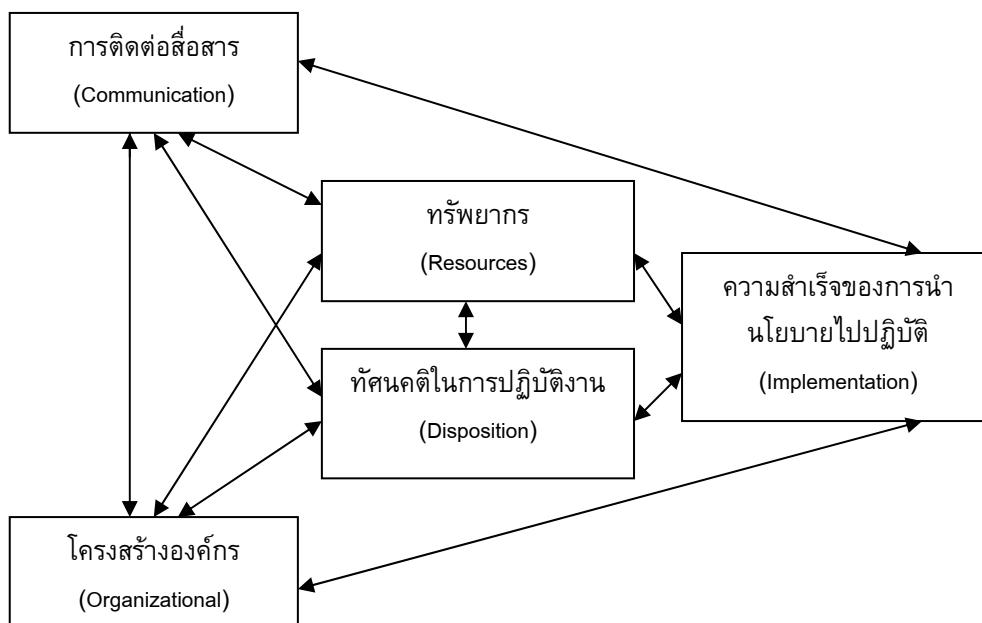 การติดต่อสื่อสาร
(Communication)
ทรัพยากร
(Resources)
ความสำเร็จของการนำ
นโยบายไปปฏิบัติ
(Implementation)
ทัศนคติในการปฏิบัติงาน
(Disposition)
โครงสร้างองค์กร
(Organizational)